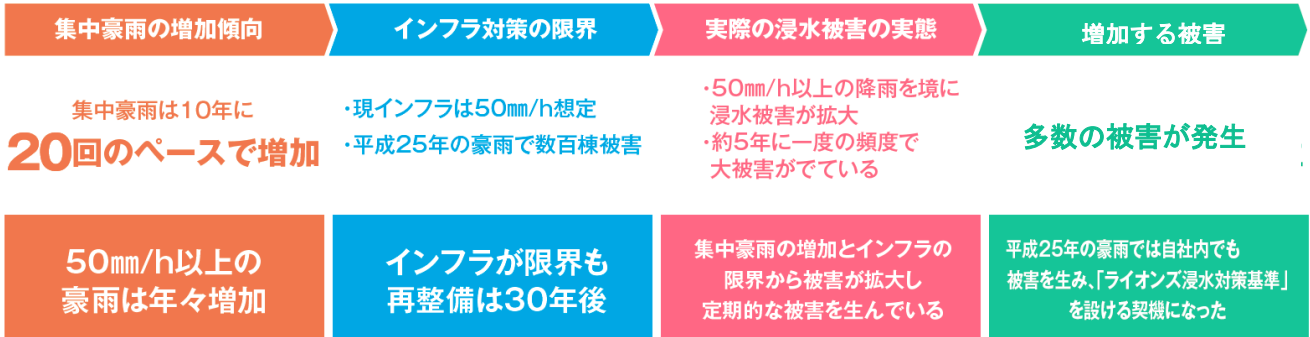 集中豪雨の増加傾向
インフラ対策の限界
実際の浸水被害の実態
増加する被害
集中豪雨は10年に
20回のペースで増加
・現インフラは50㎜/h想定
・平成25年の豪雨で数百棟被害
・50㎜/h以上の降雨を境に
浸水被害が拡大
・約5年に一度の頻度で
大被害がでている
多数の被害が発生
50㎜/h以上の
豪雨は年々増加
インフラが限界も
再整備は30年後
集中豪雨の増加とインフラの
限界から被害が拡大し
定期的な被害を生んでいる
平成25年の豪雨では自社内でも
被害を生み、「ライオンズ浸水対策基準」
を設ける契機になった